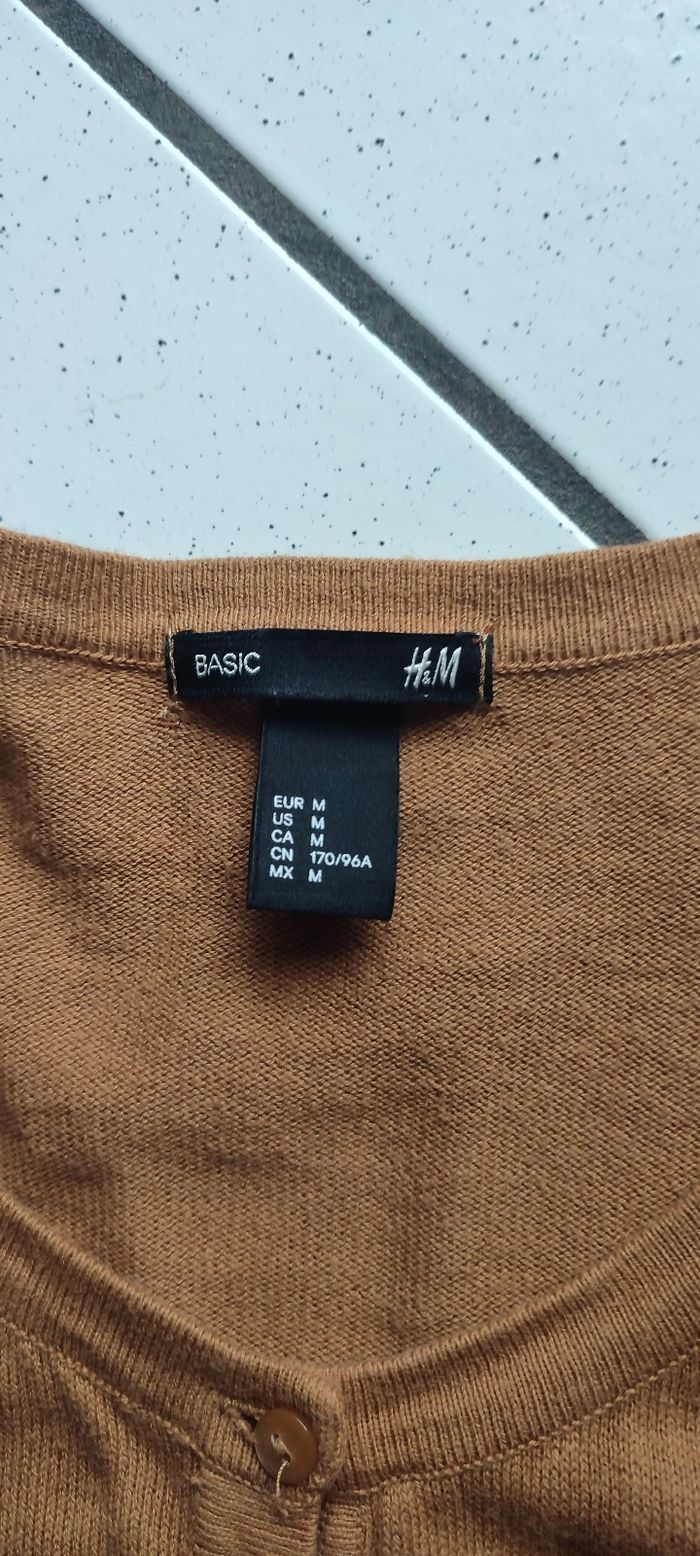 BASIC H&M
EUR M
US M
CA M
CN 170/96A
MX M